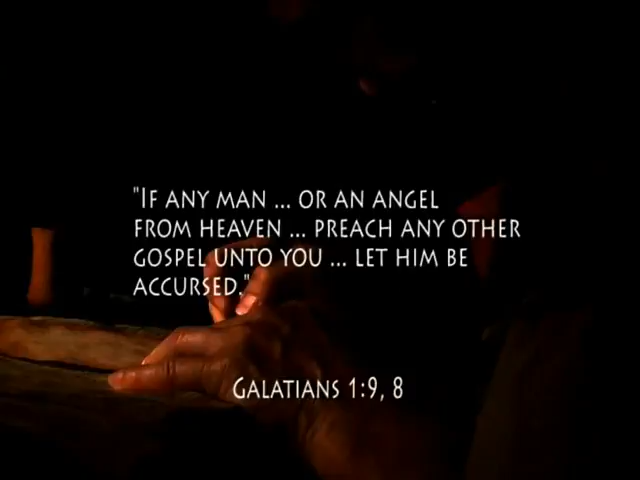 "If any man ... or an angel
from heaven ... preach any other
gospel unto you ... let him be
accursed."
Galatians 1:9, 8